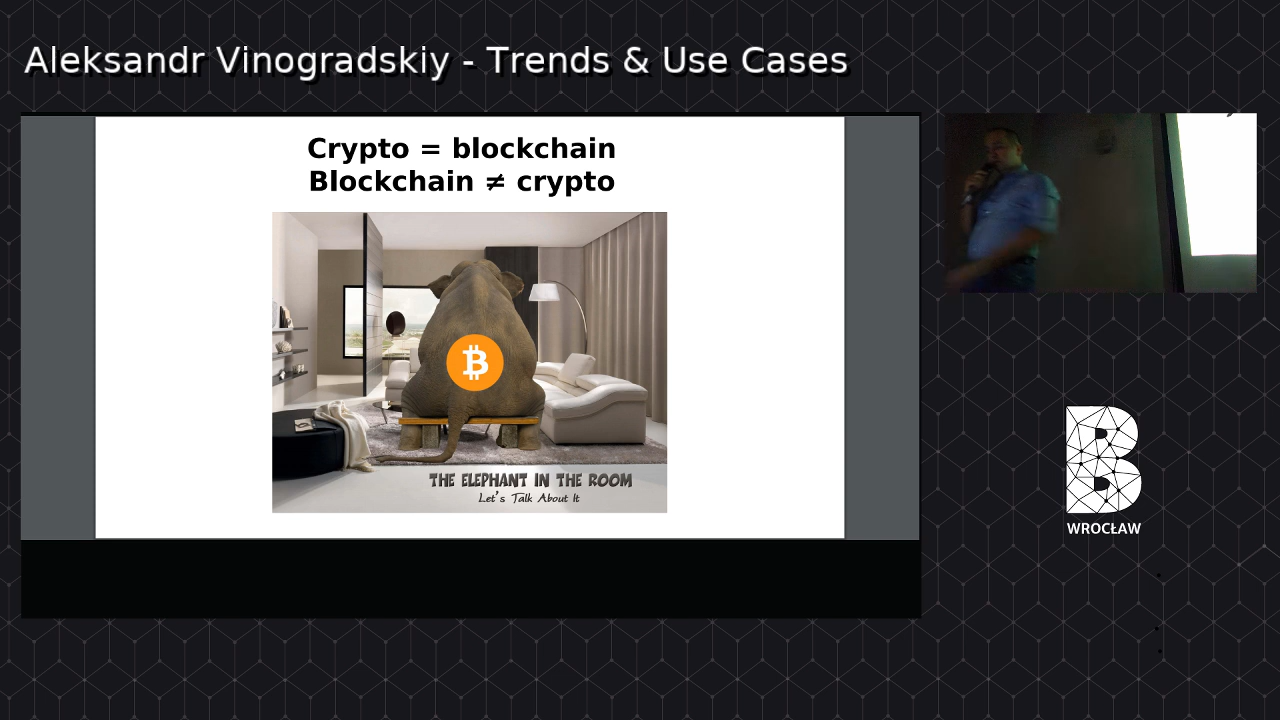 Aleksandr Vinogradskiy - Trends & Use Cases
Crypto = blockchain
Blockchain ≠ crypto
₿
THE ELEPHANT IN THE ROOM
Let's Talk About It
B
WROCŁAW